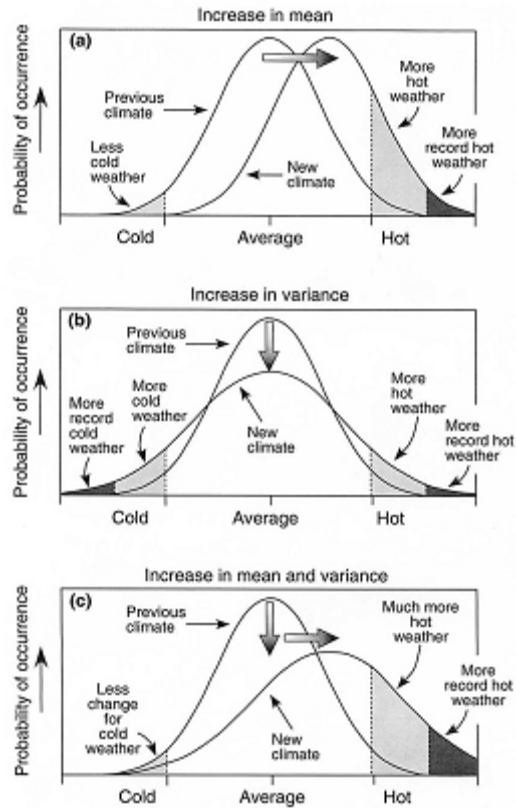 Increase in mean
(a)
Probability of occurrence
Previous
climate
More
hot
weather
Less
cold
weather
More
record hot
weather
New
climate
Cold
Average
Hot
Increase in variance
(b)
Probability of occurrence
Previous
climate
More
record
cold
weather
More
cold
weather
New
climate
More
hot
weather
More
record hot
weather
Cold
Average
Hot
Increase in mean and variance
(c)
Probability of occurrence
Previous
climate
Much more
hot
weather
More
record hot
weather
Less
change
for
cold
weather
New
climate
Cold
Average
Hot